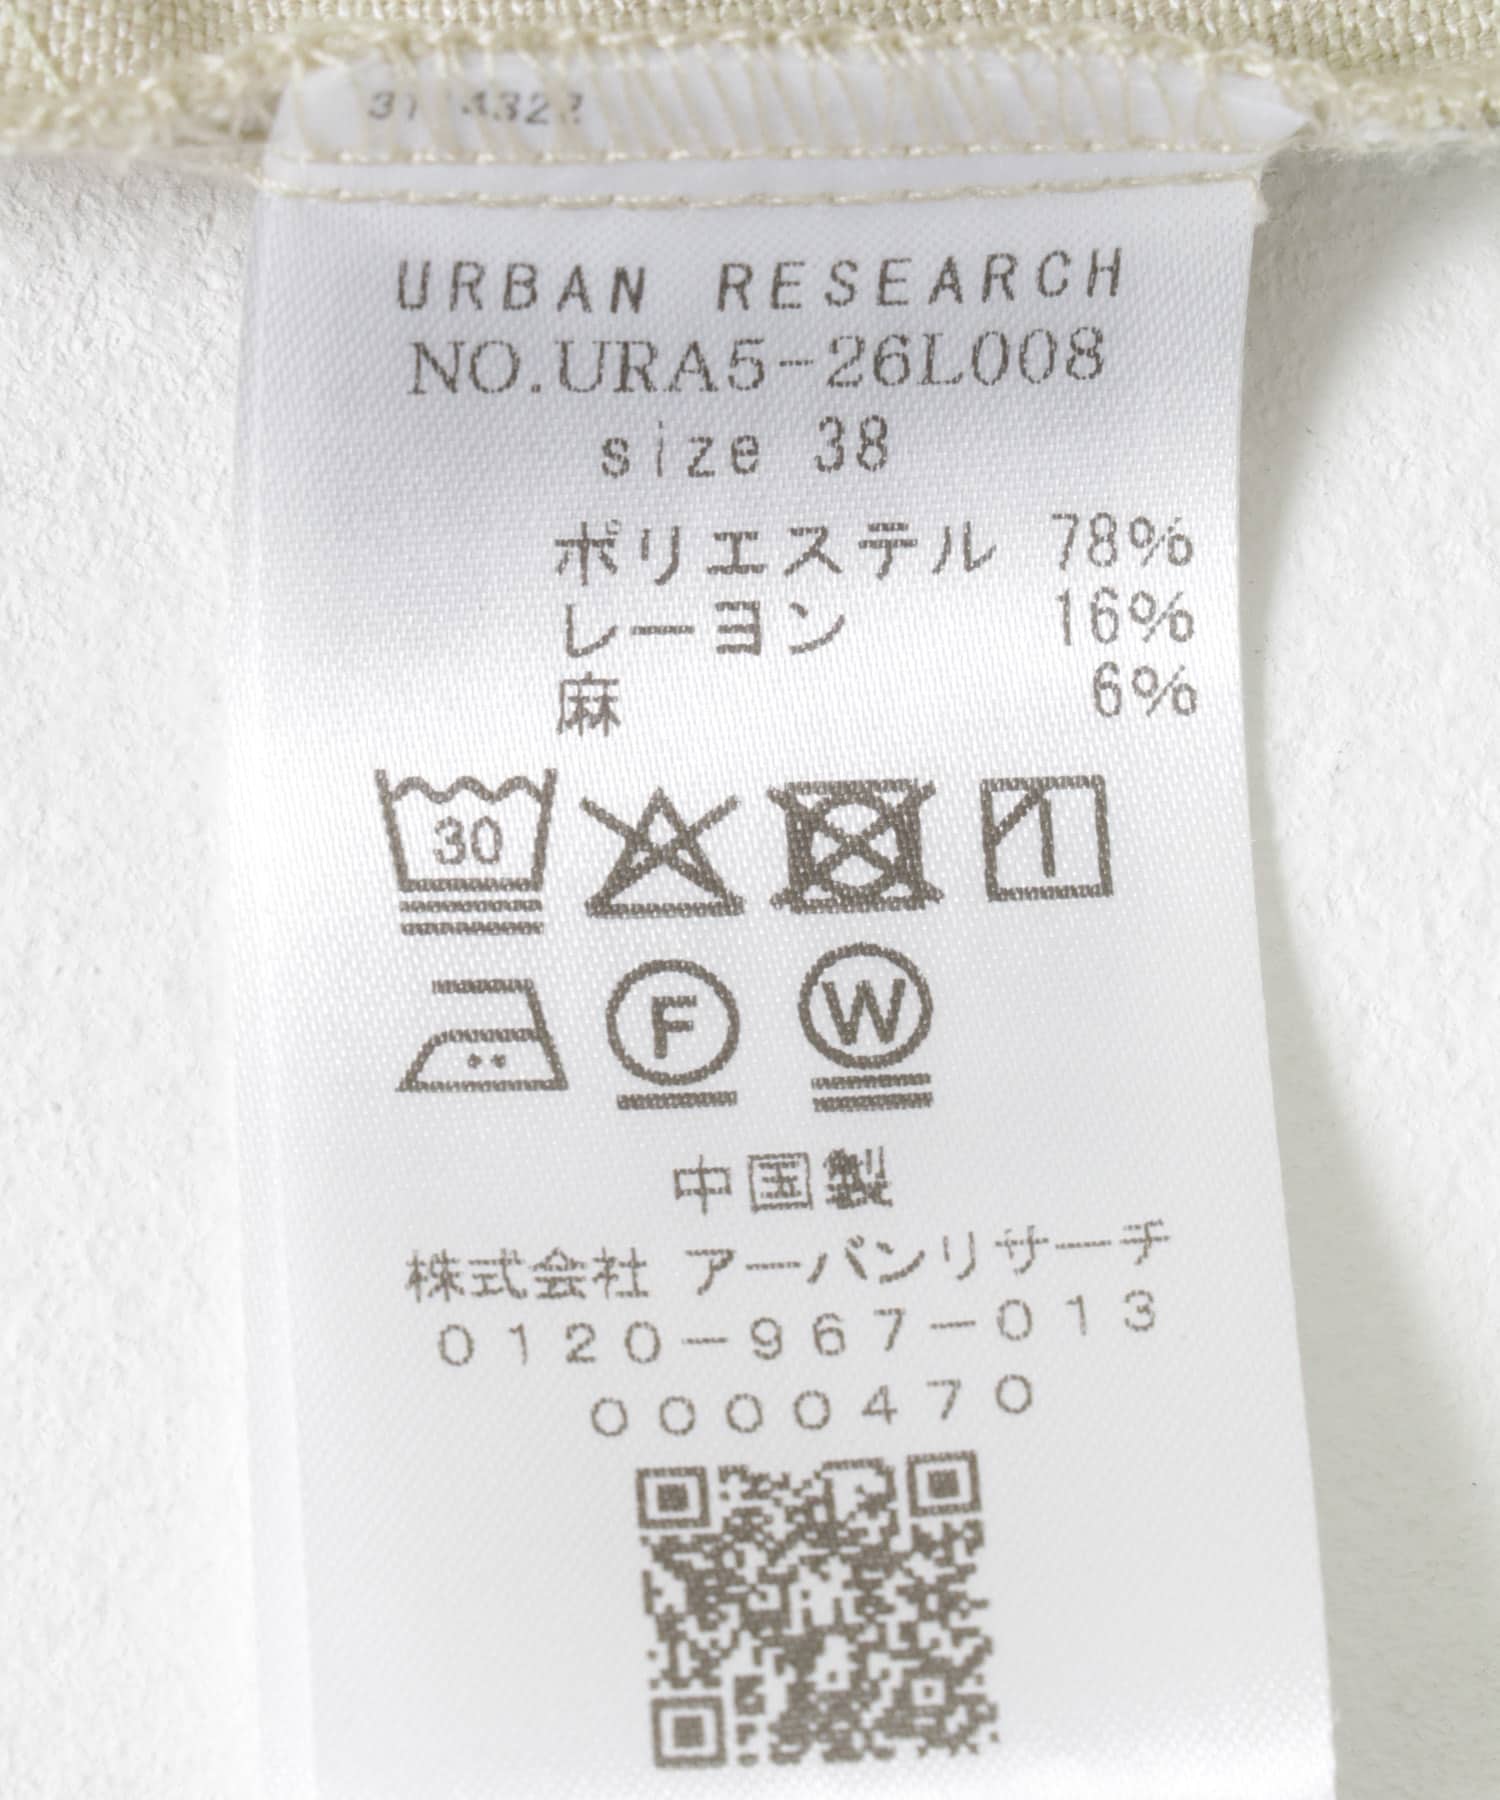 URBAN RESEARCH
NO.URA5-26L008
size 38
ポリエステル 78%
レーヨン 16%
麻 6%
30
F W
中国製
株式会社 アーバンリサーチ
0120-967-013
0000470